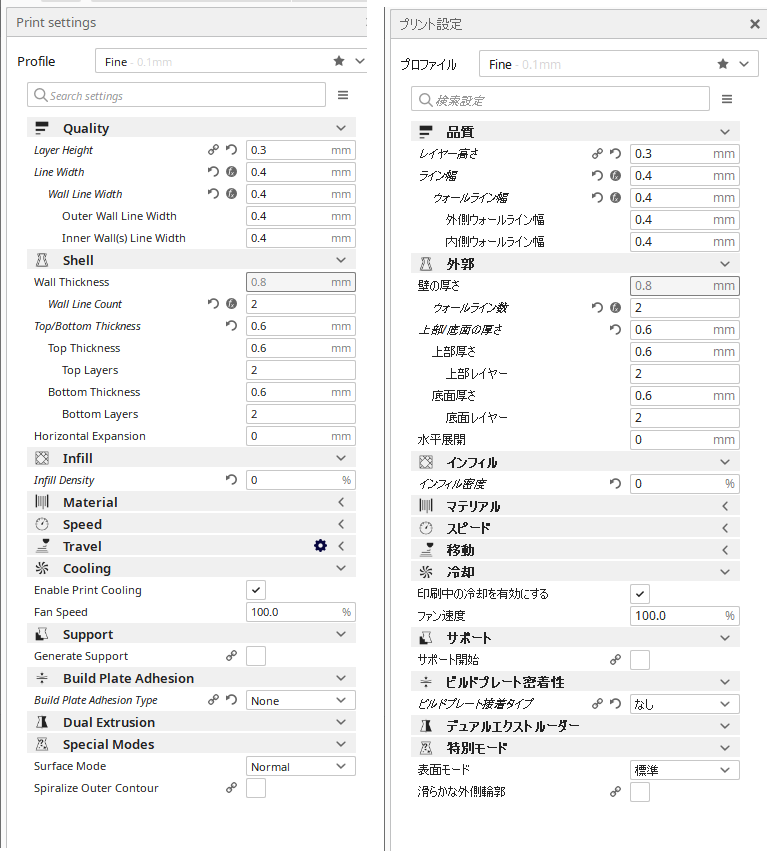 Print settings
Profile
Fine - 0.1mm
Search settings
Quality
Layer Height 0.3 mm
Line Width 0.4 mm
Wall Line Width 0.4 mm
Outer Wall Line Width 0.4 mm
Inner Wall(s) Line Width 0.4 mm
Shell
Wall Thickness 0.8 mm
Wall Line Count 2
Top/Bottom Thickness 0.6 mm
Top Thickness 0.6 mm
Top Layers 2
Bottom Thickness 0.6 mm
Bottom Layers 2
Horizontal Expansion 0 mm
Infill
Infill Density 0 %
Material
Speed
Travel
Cooling
Enable Print Cooling
Fan Speed 100.0 %
Support
Generate Support
Build Plate Adhesion
Build Plate Adhesion Type None
Dual Extrusion
Special Modes
Surface Mode Normal
Spiralize Outer Contour
プリント設定
プロファイル
Fine - 0.1mm
検索設定
品質
レイヤー高さ 0.3 mm
ライン幅 0.4 mm
ウォールライン幅 0.4 mm
外側ウォールライン幅 0.4 mm
内側ウォールライン幅 0.4 mm
外郭
壁の厚さ 0.8 mm
ウォールライン数 2
上部/底面の厚さ 0.6 mm
上部厚さ 0.6 mm
上部レイヤー 2
底面厚さ 0.6 mm
底面レイヤー 2
水平展開 0 mm
インフィル
インフィル密度 0 %
マテリアル
スピード
移動
冷却
印刷中の冷却を有効にする
ファン速度 100.0 %
サポート
サポート開始
ビルドプレート密着性
ビルドプレート接着タイプ なし
デュアルエクストルーダー
特別モード
表面モード 標準
滑らかな外側輪郭